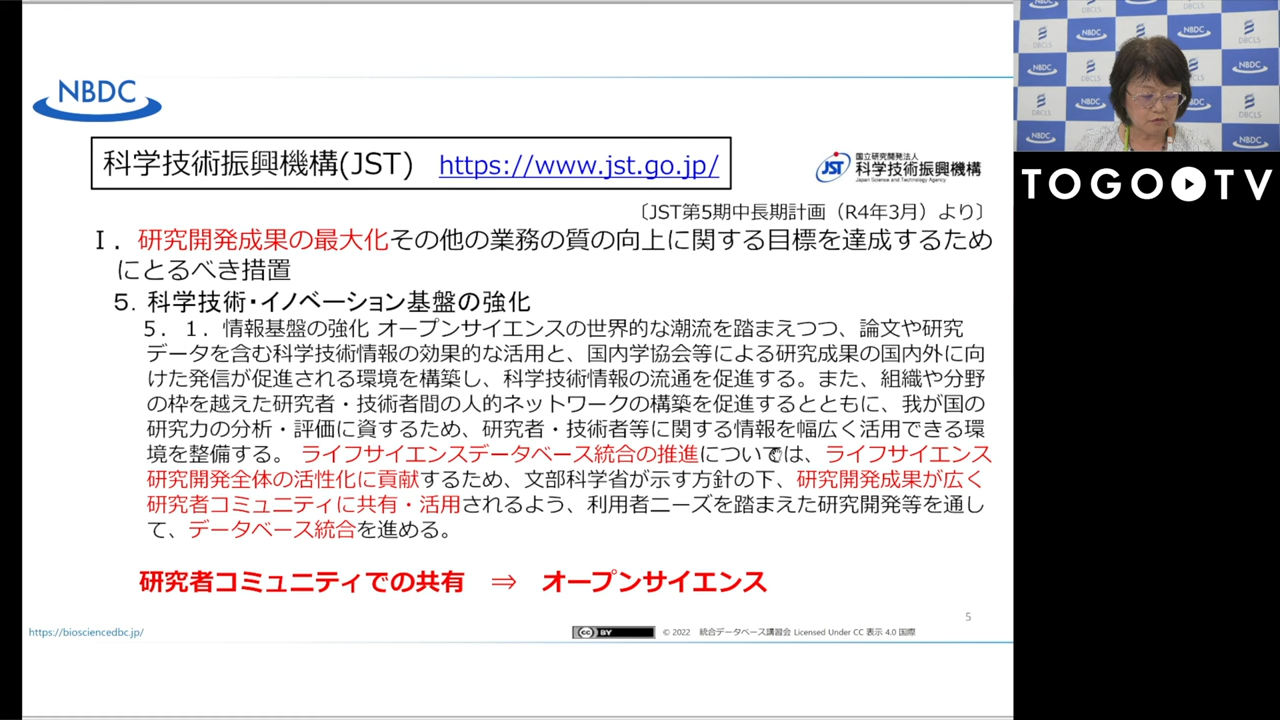 NBDC
科学技術振興機構(JST) https://www.jst.go.jp/
JST
国立研究開発法人
科学技術振興機構
Japan Science and Technology Agency
〔JST第5期中長期計画（R4年3月）より〕
Ⅰ．研究開発成果の最大化その他の業務の質の向上に関する目標を達成するため
にとるべき措置
５. 科学技術・イノベーション基盤の強化
５．１．情報基盤の強化 オープンサイエンスの世界的な潮流を踏まえつつ、論文や研究
データを含む科学技術情報の効果的な活用と、国内学協会等による研究成果の国内外に向
けた発信が促進される環境を構築し、科学技術情報の流通を促進する。また、組織や分野
の枠を越えた研究者・技術者間の人的ネットワークの構築を促進するとともに、我が国の
研究力の分析・評価に資するため、研究者・技術者等に関する情報を幅広く活用できる環
境を整備する。 ライフサイエンスデータベース統合の推進については、ライフサイエンス
研究開発全体の活性化に貢献するため、文部科学省が示す方針の下、研究開発成果が広く
研究者コミュニティに共有・活用されるよう、利用者ニーズを踏まえた研究開発等を通し
て、データベース統合を進める。
研究者コミュニティでの共有 ⇒ オープンサイエンス
5
https://biosciencedbc.jp/
cc BY
© 2022 統合データベース講習会 Licensed Under CC 表示 4.0 国際
TOGO TV
NBDC
DBCLS